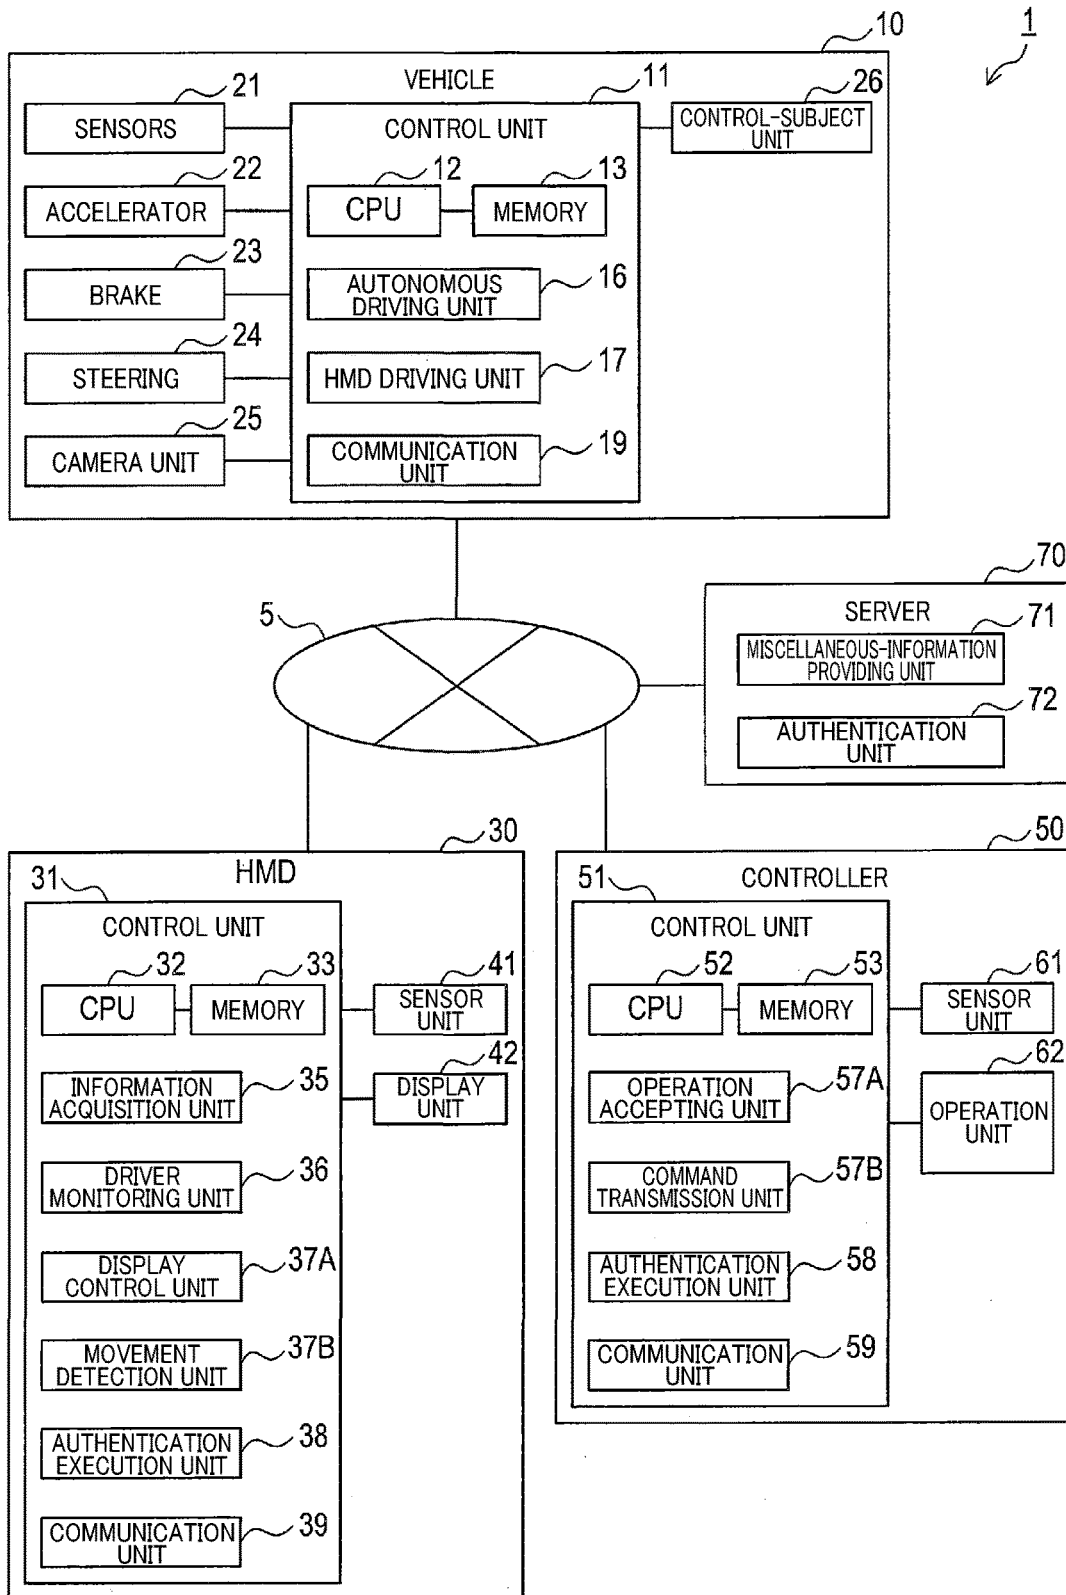 1
10
VEHICLE
21
SENSORS
22
ACCELERATOR
23
BRAKE
24
STEERING
25
CAMERA UNIT
11
CONTROL UNIT
12
CPU
13
MEMORY
AUTONOMOUS
DRIVING UNIT
16
HMD DRIVING UNIT
17
COMMUNICATION
UNIT
19
26
CONTROL-SUBJECT
UNIT
5
70
SERVER
71
MISCELLANEOUS-INFORMATION
PROVIDING UNIT
72
AUTHENTICATION
UNIT
30
HMD
31
CONTROL UNIT
32
CPU
33
MEMORY
41
SENSOR
UNIT
42
DISPLAY
UNIT
INFORMATION
ACQUISITION UNIT
35
DRIVER
MONITORING UNIT
36
DISPLAY
CONTROL UNIT
37A
MOVEMENT
DETECTION UNIT
37B
AUTHENTICATION
EXECUTION UNIT
38
COMMUNICATION
UNIT
39
50
CONTROLLER
51
CONTROL UNIT
52
CPU
53
MEMORY
61
SENSOR
UNIT
62
OPERATION
UNIT
OPERATION
ACCEPTING UNIT
57A
COMMAND
TRANSMISSION UNIT
57B
AUTHENTICATION
EXECUTION UNIT
58
COMMUNICATION
UNIT
59